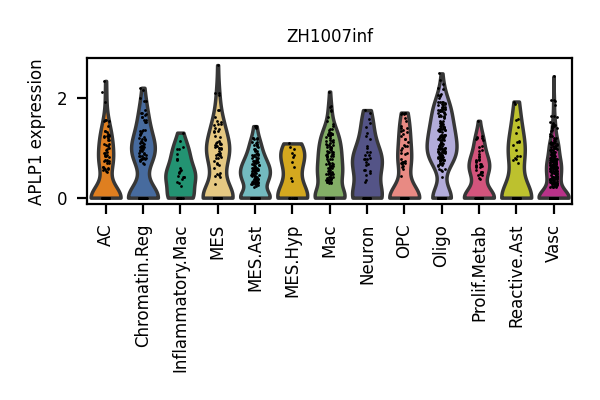 ZH1007inf
APLP1 expression
2
0
AC
Chromatin.Reg
Inflammatory.Mac
MES
MES.Ast
MES.Hyp
Mac
Neuron
OPC
Oligo
Prolif.Metab
Reactive.Ast
Vasc